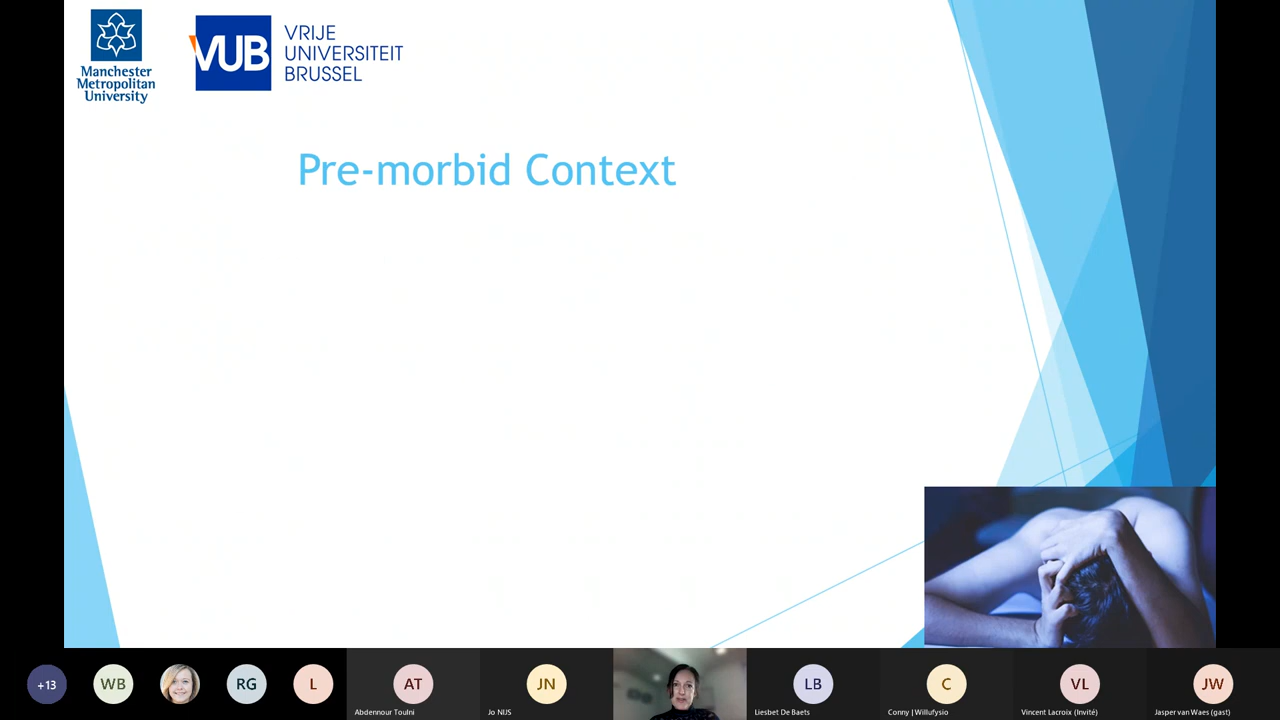 Manchester
Metropolitan
University
VUB
VRIJE
UNIVERSITEIT
BRUSSEL
Pre-morbid Context
+13
WB
RG
L
AT
JN
LB
C
VL
JW
Abdennour Toulni
Jo NIJS
Liesbet De Baets
Conny | Willufysio
Vincent Lacroix (Invité)
Jasper van Waes (gast)